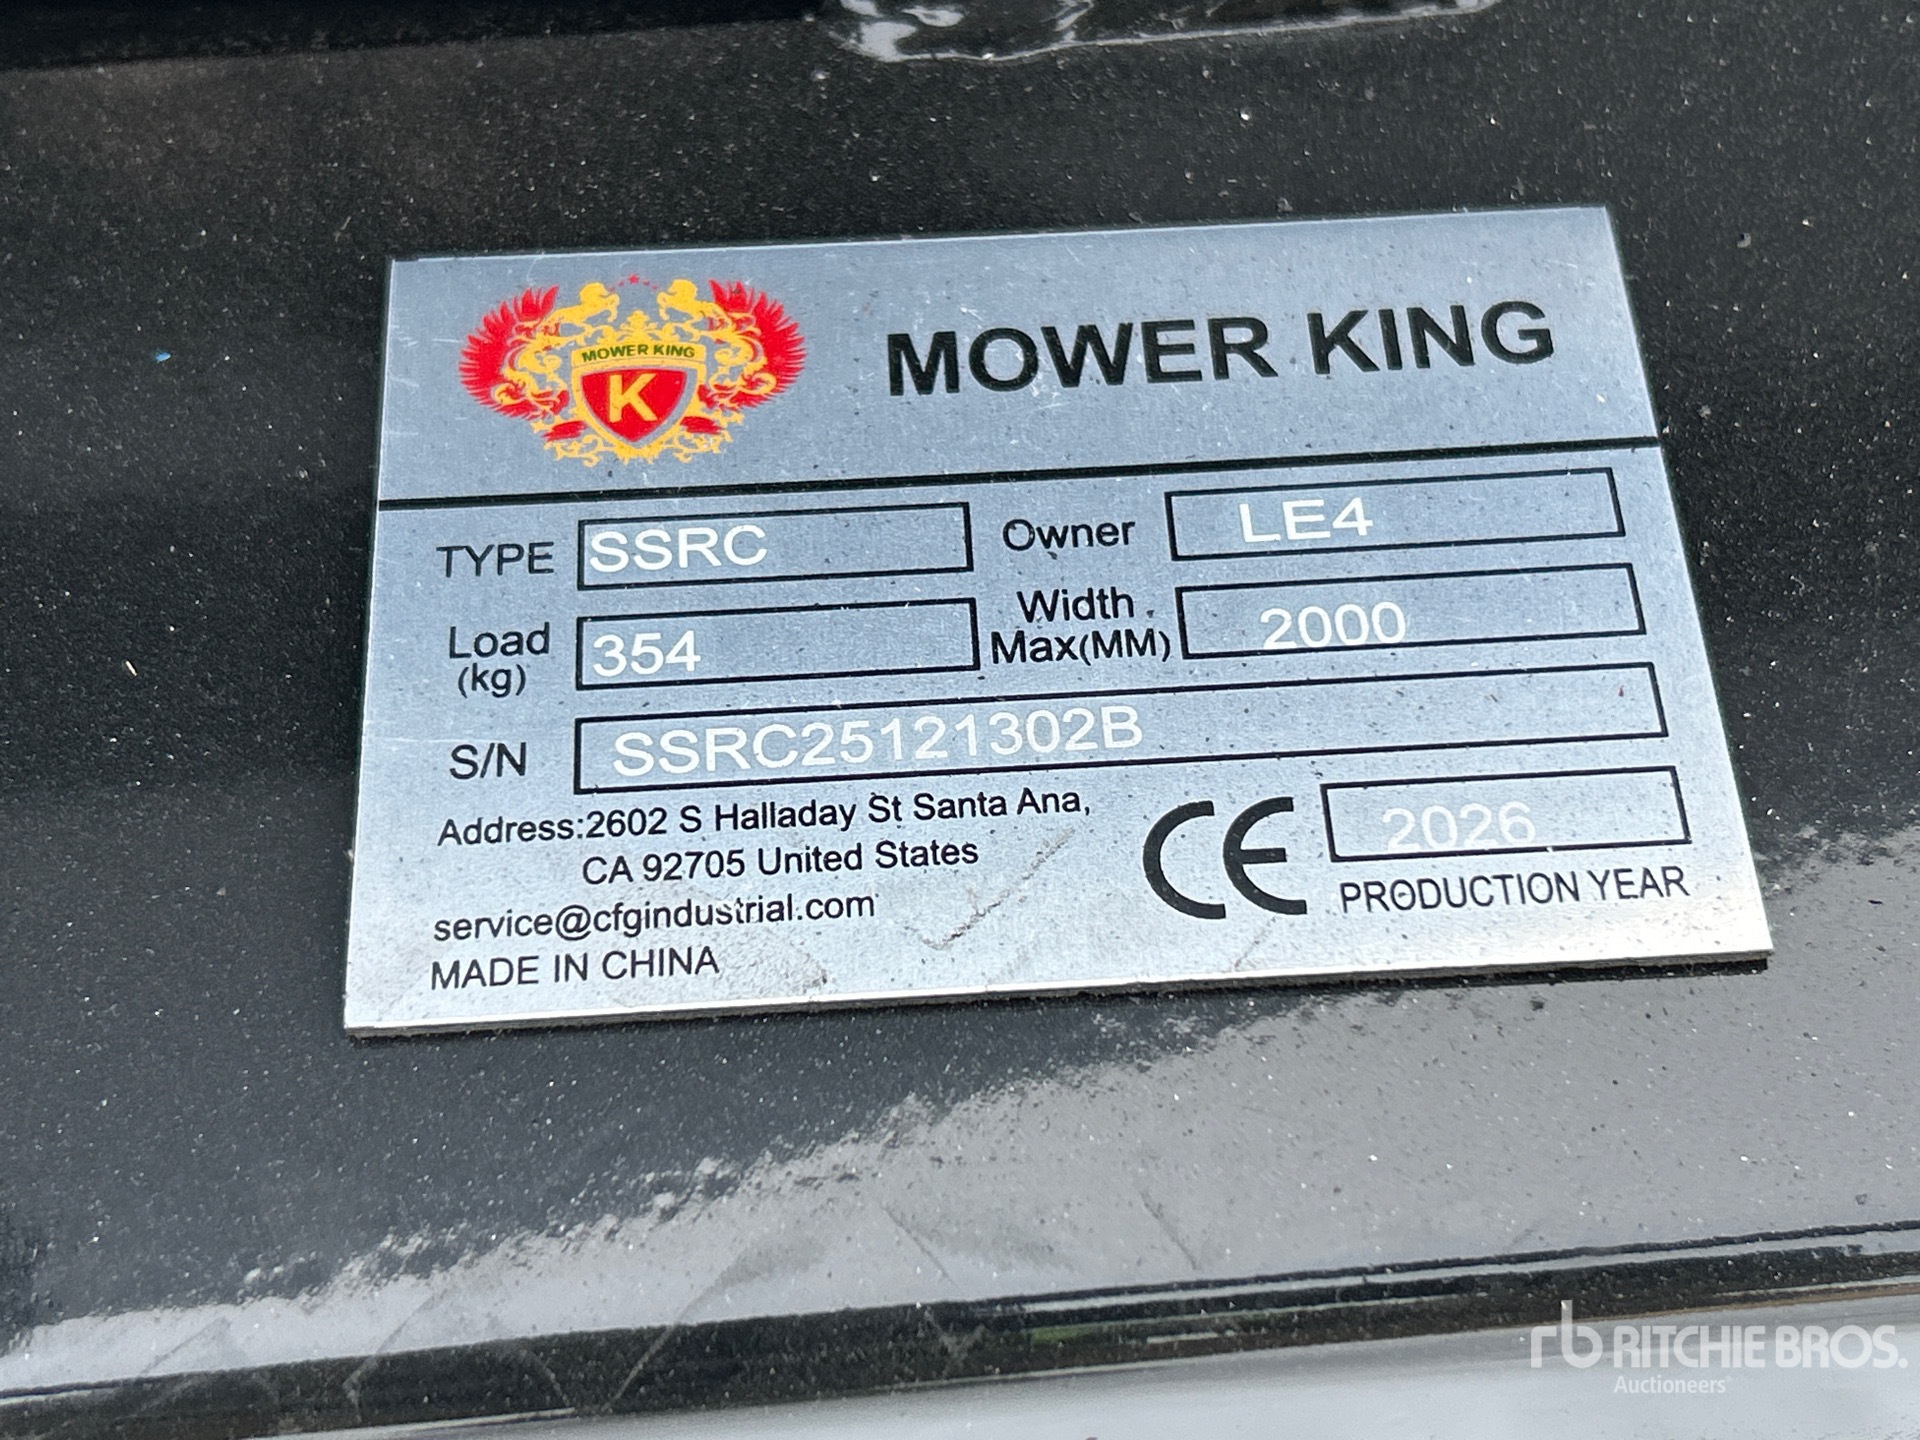 MOWER KING
K
MOWER KING
TYPE SSRC Owner LE4
Load (kg) 354 Width Max(MM) 2000
S/N SSRC25121302B
Address:2602 S Halladay St Santa Ana,
CA 92705 United States
service@cfgindustrial.com
MADE IN CHINA
CE
2026
PRODUCTION YEAR
rb RITCHIE BROS.
Auctioneers